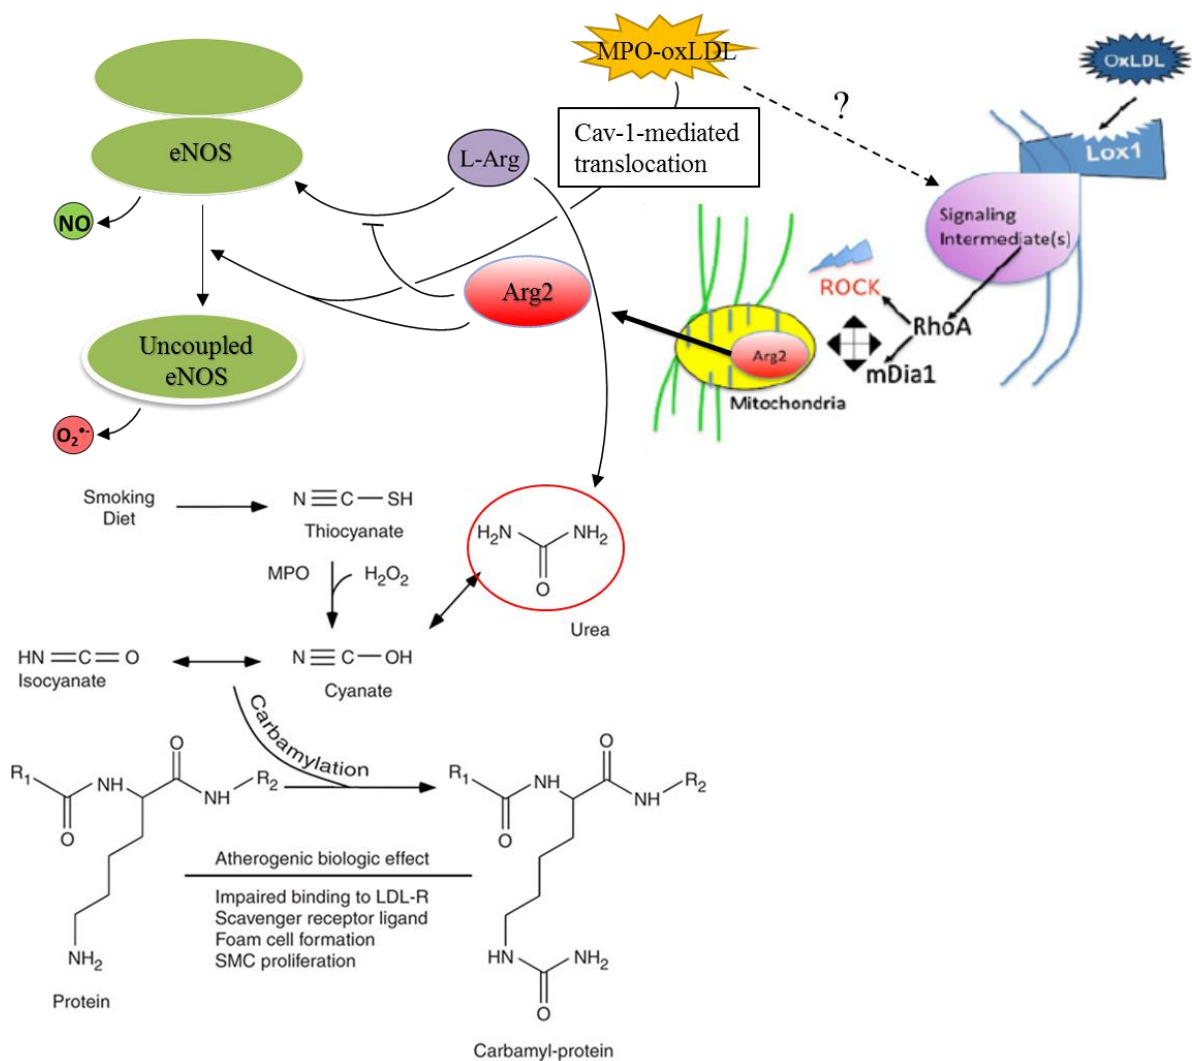 MPO-oxLDL
OxLDL
?
Cav-1-mediated
translocation
eNOS
L-Arg
Lox1
NO
Signaling
Intermediate(s)
Arg2
ROCK
RhoA
Arg2
mDia1
Mitochondria
Uncoupled
eNOS
O₂•-
Smoking
Diet
N≡C—SH
Thiocyanate
H₂N
NH₂
O
Urea
MPO
H₂O₂
HN=C=O
Isocyanate
N≡C—OH
Cyanate
Carbamylation
R₁
NH
O
NH
R₂
O
NH₂
Protein
Atherogenic biologic effect
Impaired binding to LDL-R
Scavenger receptor ligand
Foam cell formation
SMC proliferation
R₁
NH
O
NH
R₂
O
HN
NH₂
O
Carbamyl-protein